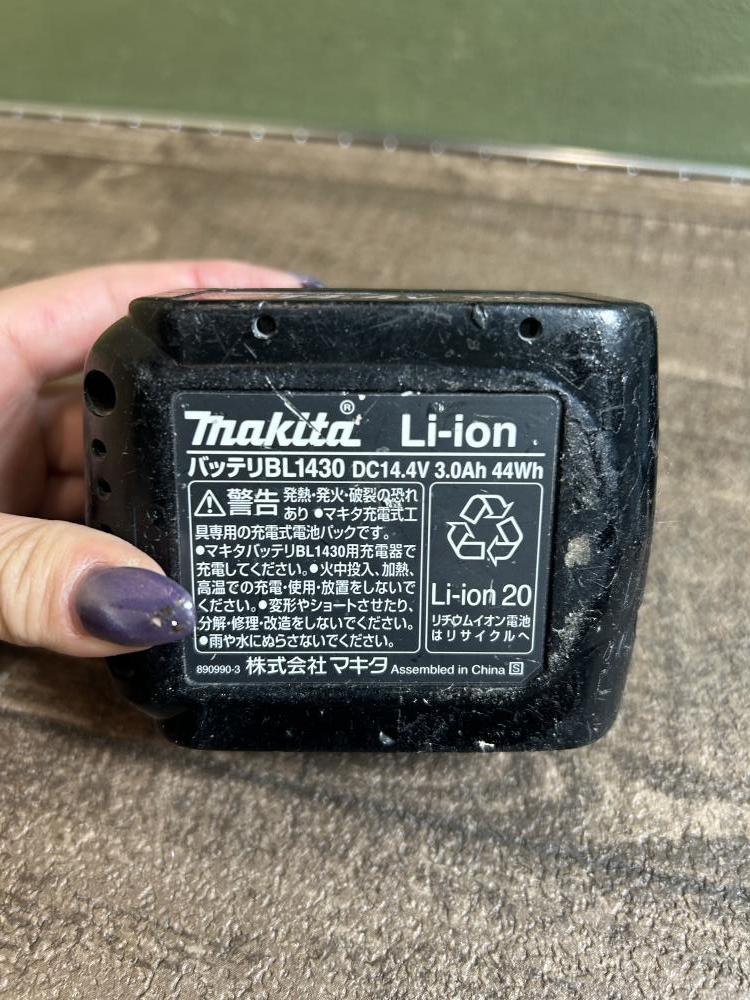 makita® Li-ion
バッテリBL1430 DC14.4V 3.0Ah 44Wh
警告 発熱・発火・破裂の恐れ
あり ●マキタ充電式工
具専用の充電式電池パックです。
●マキタバッテリBL1430用充電器で
充電してください。●火中投入、加熱、
高温での充電・使用・放置をしないで
ください。●変形やショートさせたり、
分解・修理・改造をしないでください。
●雨や水にぬらさないでください。
Li-ion 20
リチウムイオン電池
はリサイクルへ
890990-3 株式会社 マキタ Assembled in China S